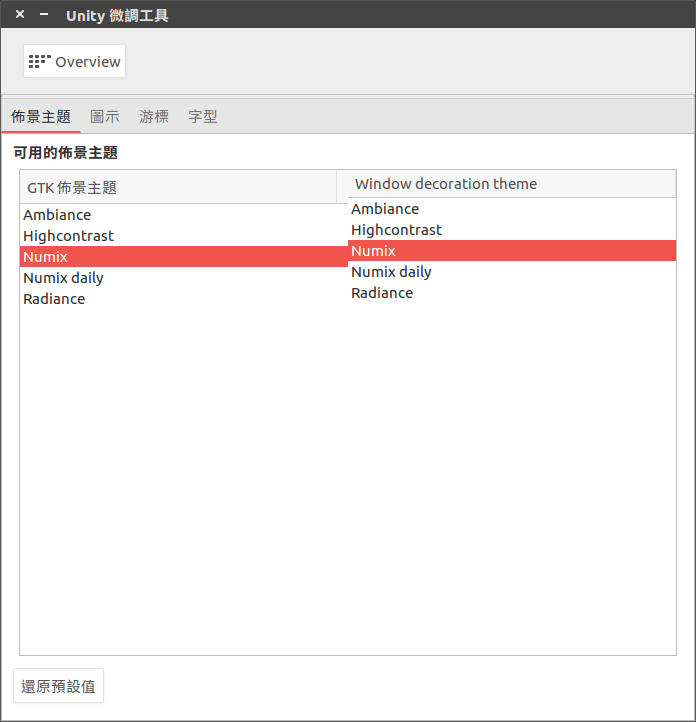 Unity 微調工具
Overview
佈景主題 圖示 游標 字型
可用的佈景主題
GTK 佈景主題
Ambiance
Highcontrast
Numix
Numix daily
Radiance
Window decoration theme
Ambiance
Highcontrast
Numix
Numix daily
Radiance
還原預設值